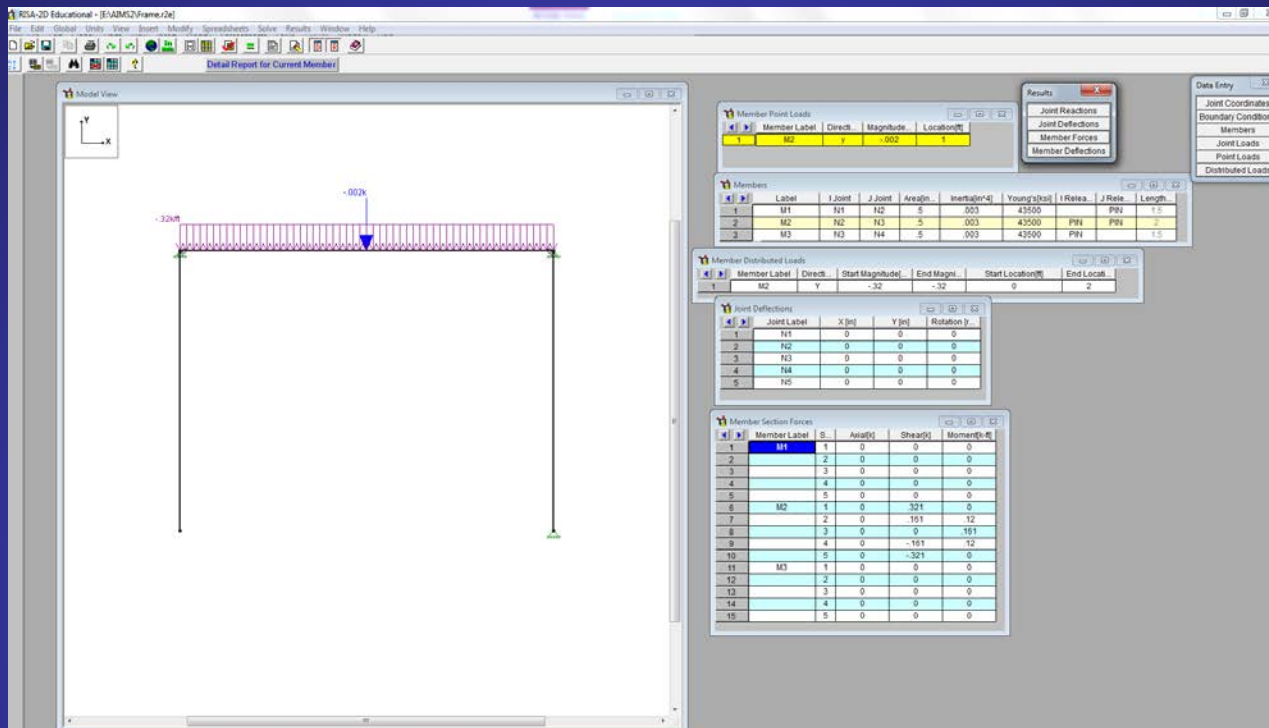 RISA-2D Educational - [E:\AIMS2\Frame.r2e]
File Edit Global Units View Insert Modify Spreadsheets Solve Results Window Help
Detail Report for Current Member
Model View
Y
X
-.002k
-.32k/ft
Member Point Loads
Member Label Directi... Magnitude... Location[ft]
1 M2 y -.002 1
Results
Joint Reactions
Joint Deflections
Member Forces
Member Deflections
Data Entry
Joint Coordinates
Boundary Condition
Members
Joint Loads
Point Loads
Distributed Loads
Members
Label I Joint J Joint Area[in... Inertia[in^4] Young's[ksi] I Relea... J Rele... Length...
1 M1 N1 N2 .5 .003 43500 PIN 1.5
2 M2 N2 N3 .5 .003 43500 PIN PIN 2
3 M3 N3 N4 .5 .003 43500 PIN 1.5
Member Distributed Loads
Member Label Directi... Start Magnitude[... End Magni... Start Location[ft] End Locati...
1 M2 Y -.32 -.32 0 2
Joint Deflections
Joint Label X [in] Y [in] Rotation [r...
1 N1 0 0 0
2 N2 0 0 0
3 N3 0 0 0
4 N4 0 0 0
5 N5 0 0 0
Member Section Forces
Member Label S... Axial[k] Shear[k] Moment[k-ft]
1 M1 1 0 0 0
2 2 0 0 0
3 3 0 0 0
4 4 0 0 0
5 5 0 0 0
6 M2 1 0 .321 0
7 2 0 .161 .12
8 3 0 0 .161
9 4 0 -.161 .12
10 5 0 -.321 0
11 M3 1 0 0 0
12 2 0 0 0
13 3 0 0 0
14 4 0 0 0
15 5 0 0 0